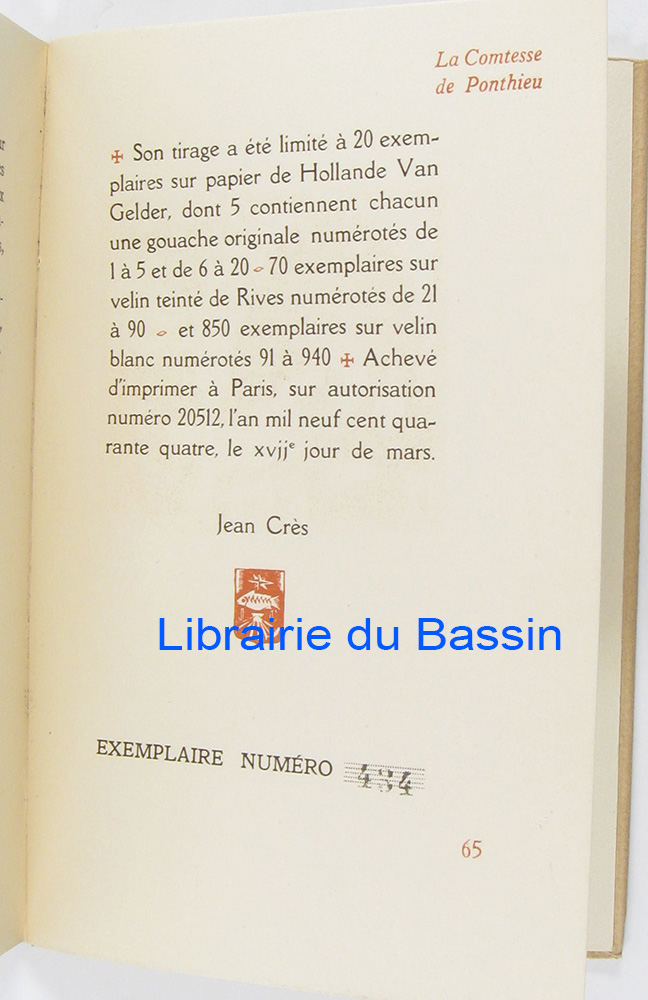 La Comtesse
de Ponthieu
✠ Son tirage a été limité à 20 exem-
plaires sur papier de Hollande Van
Gelder, dont 5 contiennent chacun
une gouache originale numérotés de
1 à 5 et de 6 à 20 - 70 exemplaires sur
velin teinté de Rives numérotés de 21
à 90 - et 850 exemplaires sur velin
blanc numérotés 91 à 940 ✠ Achevé
d'imprimer à Paris, sur autorisation
numéro 20512, l'an mil neuf cent qua-
rante quatre, le xvjjᵉ jour de mars.
Jean Crès
Librairie du Bassin
EXEMPLAIRE NUMÉRO 484
65